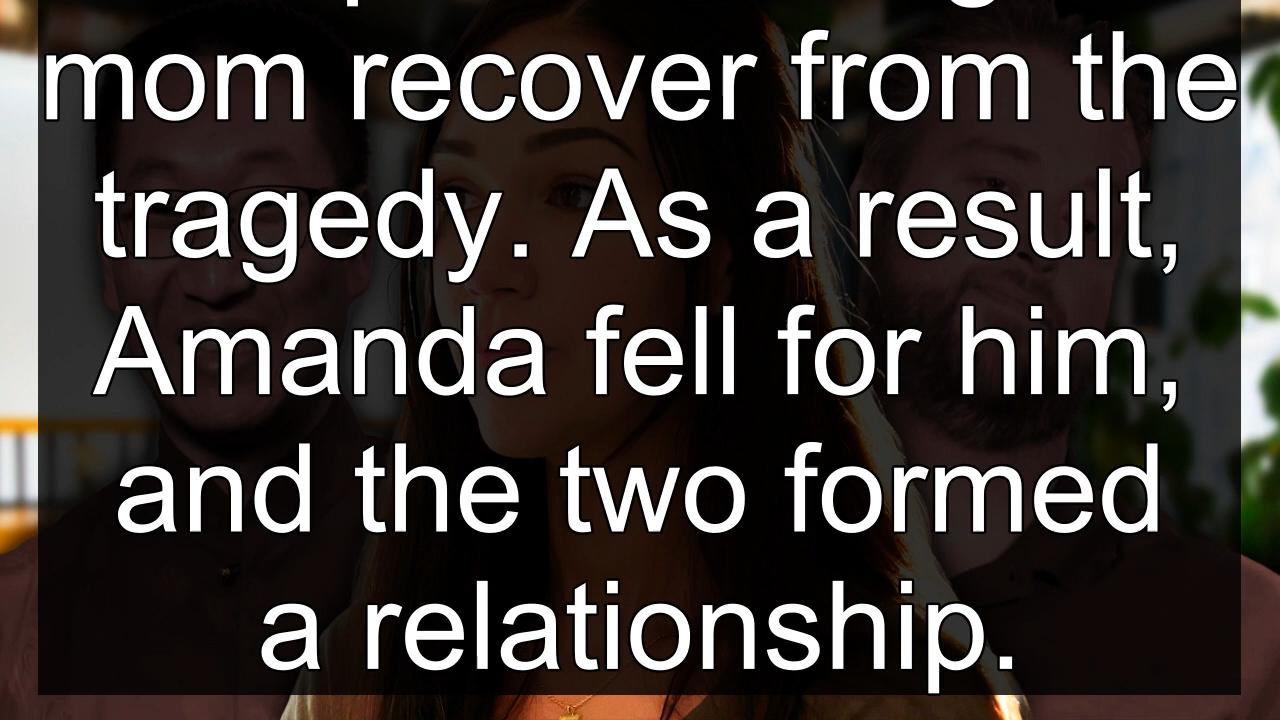 mom recover from the
tragedy. As a result,
Amanda fell for him,
and the two formed
a relationship.